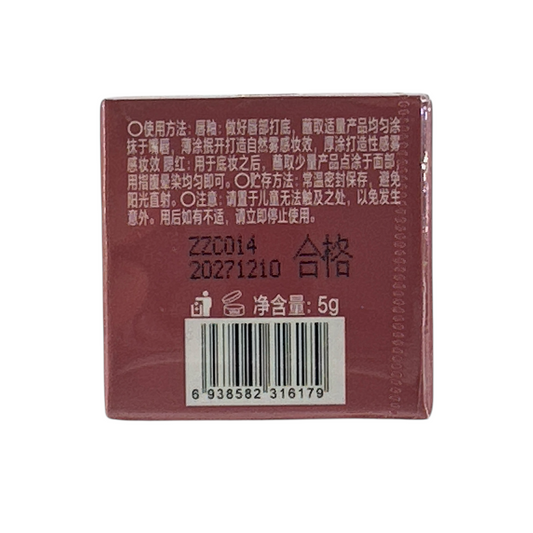 〇使用方法：唇釉：做好唇部打底，蘸取适量产品均匀涂
抹于嘴唇，薄涂抿开打造自然雾感妆效，厚涂打造性感雾
感妆效 腮红：用于底妆之后，蘸取少量产品点涂于面部，
用指腹晕染均匀即可。〇贮存方法：常温密封保存，避免
阳光直射。〇注意：请置于儿童无法触及之处，以免发生
意外。用后如有不适，请立即停止使用。
ZZC014
20271210 合格
净含量: 5g
6 938582 316179